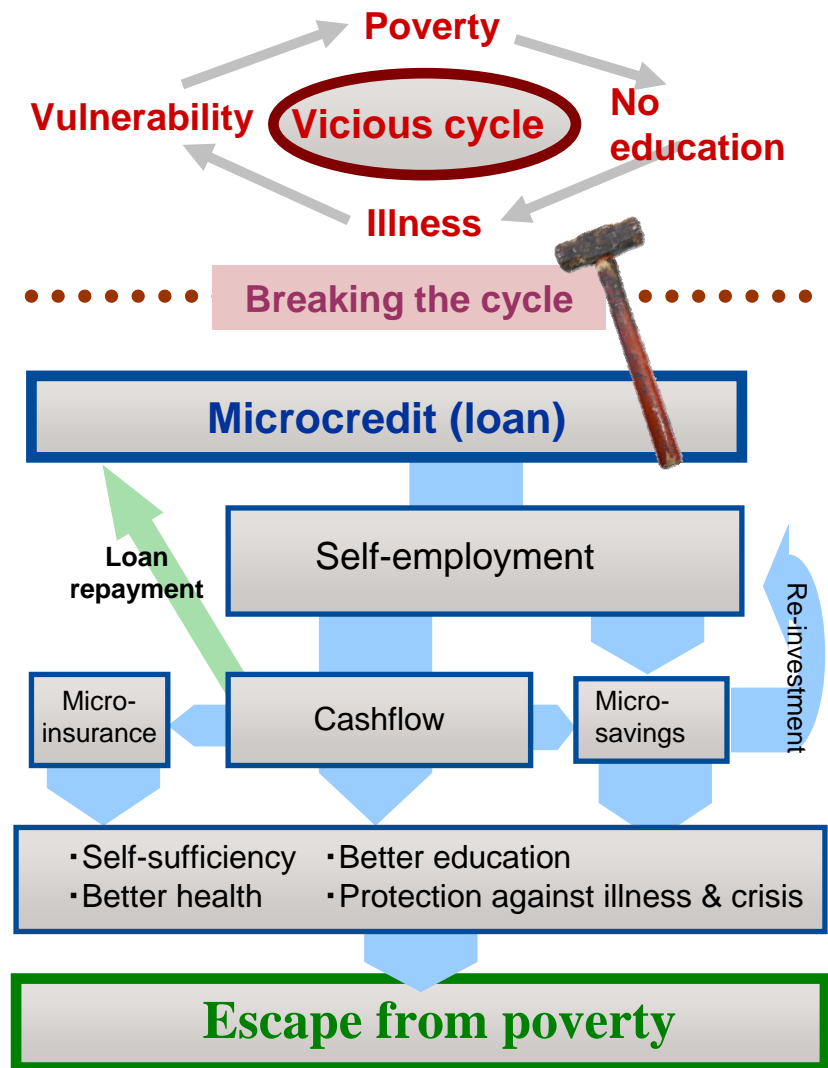 Poverty
Vulnerability
Vicious cycle
No
education
Illness
Breaking the cycle
Microcredit (loan)
Loan
repayment
Self-employment
Re-investment
Micro-
insurance
Cashflow
Micro-
savings
・Self-sufficiency ・Better education
・Better health ・Protection against illness & crisis
Escape from poverty